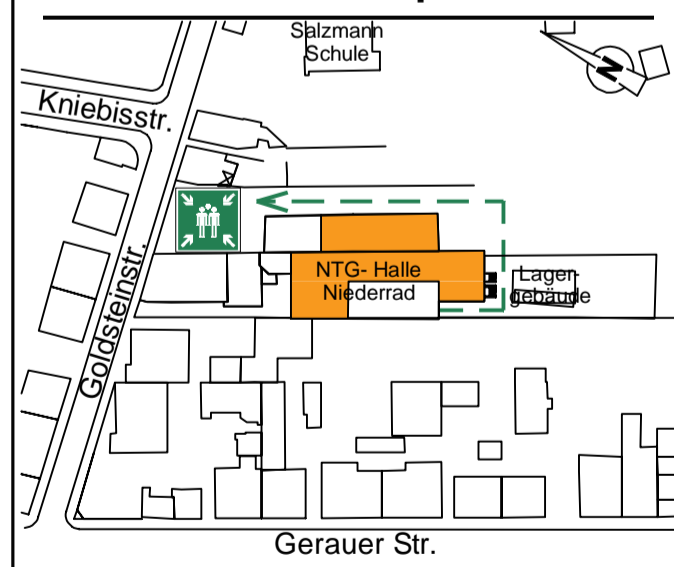 Salzmann
Schule
N
Kniebisstr.
Goldsteinstr.
NTG- Halle
Niederrad
Lager-
gebäude
Gerauer Str.